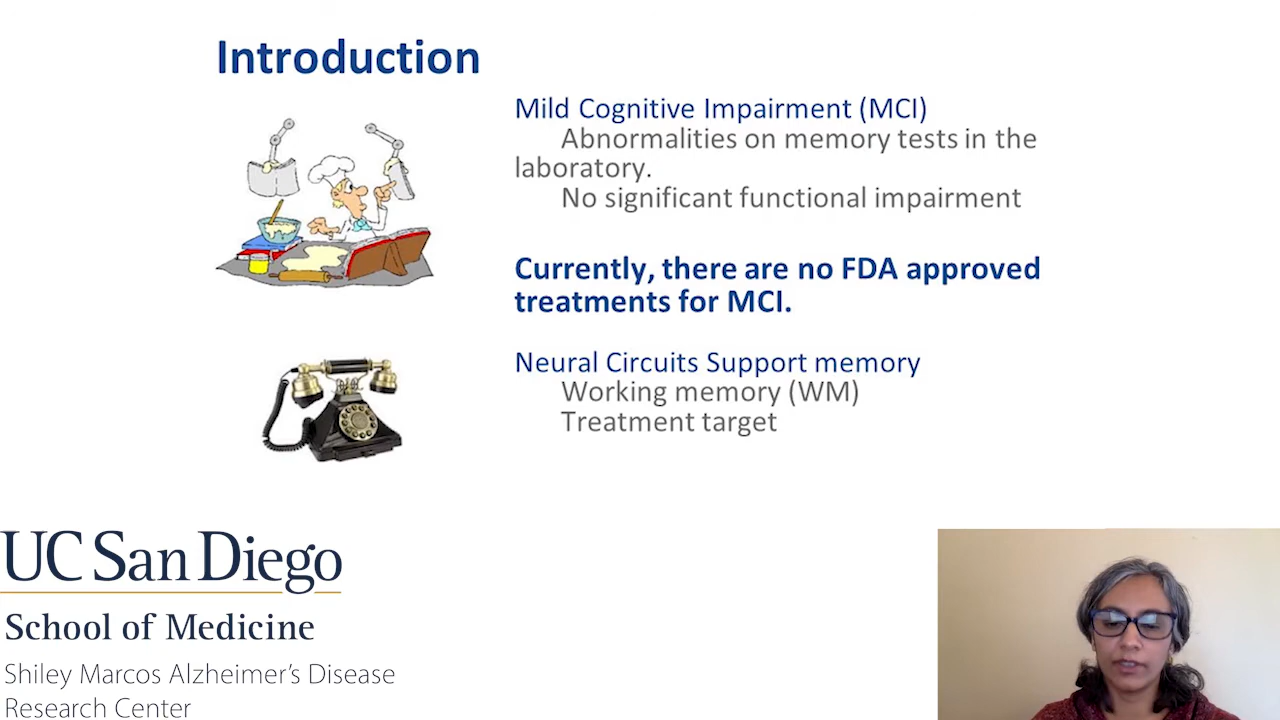 Introduction
Mild Cognitive Impairment (MCI)
Abnormalities on memory tests in the
laboratory.
No significant functional impairment
Currently, there are no FDA approved
treatments for MCI.
Neural Circuits Support memory
Working memory (WM)
Treatment target
UC San Diego
School of Medicine
Shiley Marcos Alzheimer's Disease
Research Center